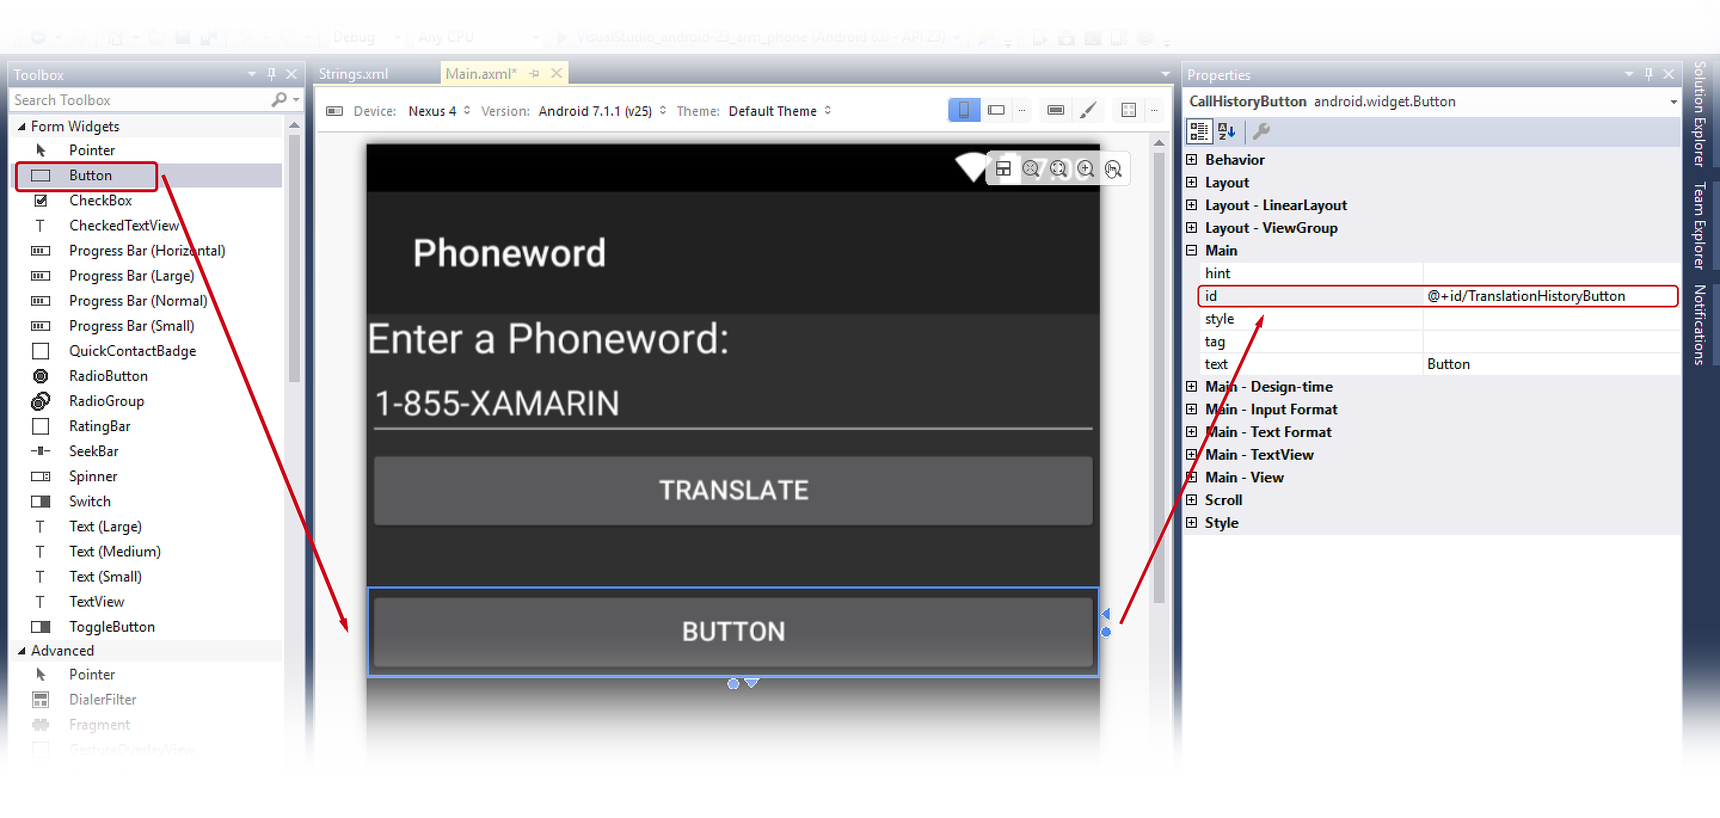 Debug
Any CPU
VisualStudio_android-23_arm_phone (Android 6.0 - API 23)
Toolbox
Search Toolbox
Form Widgets
Pointer
Button
CheckBox
CheckedTextView
Progress Bar (Horizontal)
Progress Bar (Large)
Progress Bar (Normal)
Progress Bar (Small)
QuickContactBadge
RadioButton
RadioGroup
RatingBar
SeekBar
Spinner
Switch
Text (Large)
Text (Medium)
Text (Small)
TextView
ToggleButton
Advanced
Pointer
DialerFilter
Fragment
GestureOverlayView
Strings.xml
Main.axml*
Device: Nexus 4 Version: Android 7.1.1 (v25) Theme: Default Theme
Phoneword
Enter a Phoneword:
1-855-XAMARIN
TRANSLATE
BUTTON
Properties
CallHistoryButton android.widget.Button
Behavior
Layout
Layout - LinearLayout
Layout - ViewGroup
Main
hint
id @+id/TranslationHistoryButton
style
tag
text Button
Main - Design-time
Main - Input Format
Main - Text Format
Main - TextView
Main - View
Scroll
Style
Solution Explorer
Team Explorer
Notifications